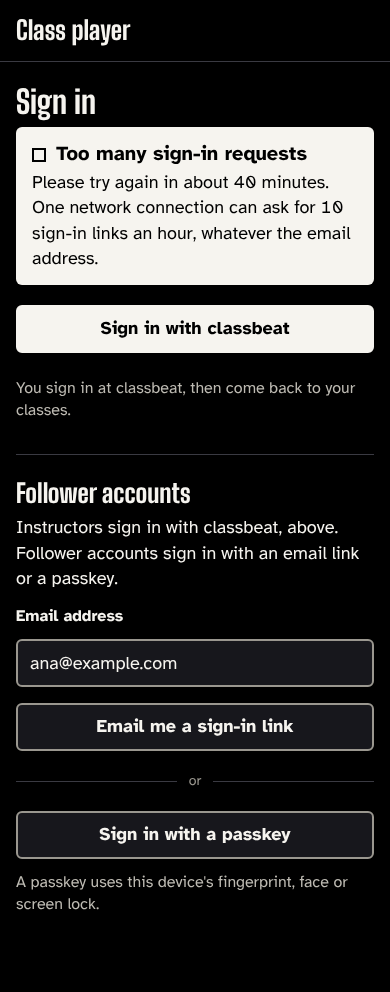 Class player
Sign in
Too many sign-in requests
Please try again in about 40 minutes.
One network connection can ask for 10
sign-in links an hour, whatever the email
address.
Sign in with classbeat
You sign in at classbeat, then come back to your
classes.
Follower accounts
Instructors sign in with classbeat, above.
Follower accounts sign in with an email link
or a passkey.
Email address
ana@example.com
Email me a sign-in link
or
Sign in with a passkey
A passkey uses this device's fingerprint, face or
screen lock.